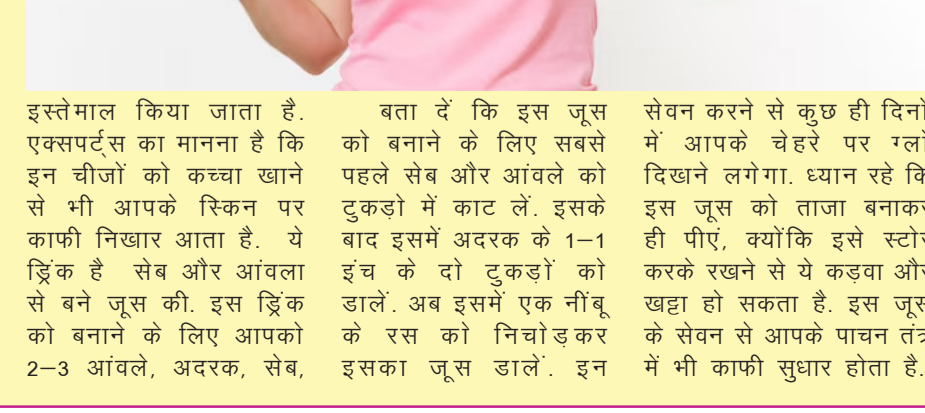 इस्तेमाल किया जाता है.
एक्सपर्ट्स का मानना है कि
इन चीजों को कच्चा खाने
से भी आपके स्किन पर
काफी निखार आता है. ये
ड्रिंक है सेब और आंवला
से बने जूस की. इस ड्रिंक
को बनाने के लिए आपको
2–3 आंवले, अदरक, सेब,
बता दें कि इस जूस
को बनाने के लिए सबसे
पहले सेब और आंवले को
टुकड़ो में काट लें. इसके
बाद इसमें अदरक के 1–1
इंच के दो टुकड़ों को
डालें. अब इसमें एक नींबू
के रस को निचोड़कर
इसका जूस डालें. इन
सेवन करने से कुछ ही दिनों
में आपके चेहरे पर ग्लो
दिखने लगेगा. ध्यान रहे कि
इस जूस को ताजा बनाकर
ही पीएं, क्योंकि इसे स्टोर
करके रखने से ये कड़वा और
खट्टा हो सकता है. इस जूस
के सेवन से आपके पाचन तंत्र
में भी काफी सुधार होता है.